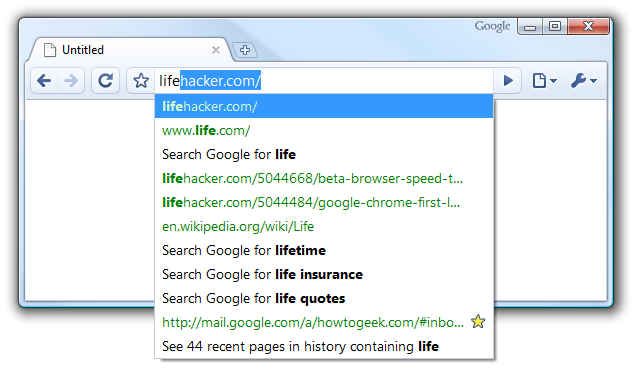 Google
Untitled
lifehacker.com/
lifehacker.com/
www.life.com/
Search Google for life
lifehacker.com/5044668/beta-browser-speed-t...
lifehacker.com/5044484/google-chrome-first-l...
en.wikipedia.org/wiki/Life
Search Google for lifetime
Search Google for life insurance
Search Google for life quotes
http://mail.google.com/a/howtogeek.com/#inbo...
See 44 recent pages in history containing life